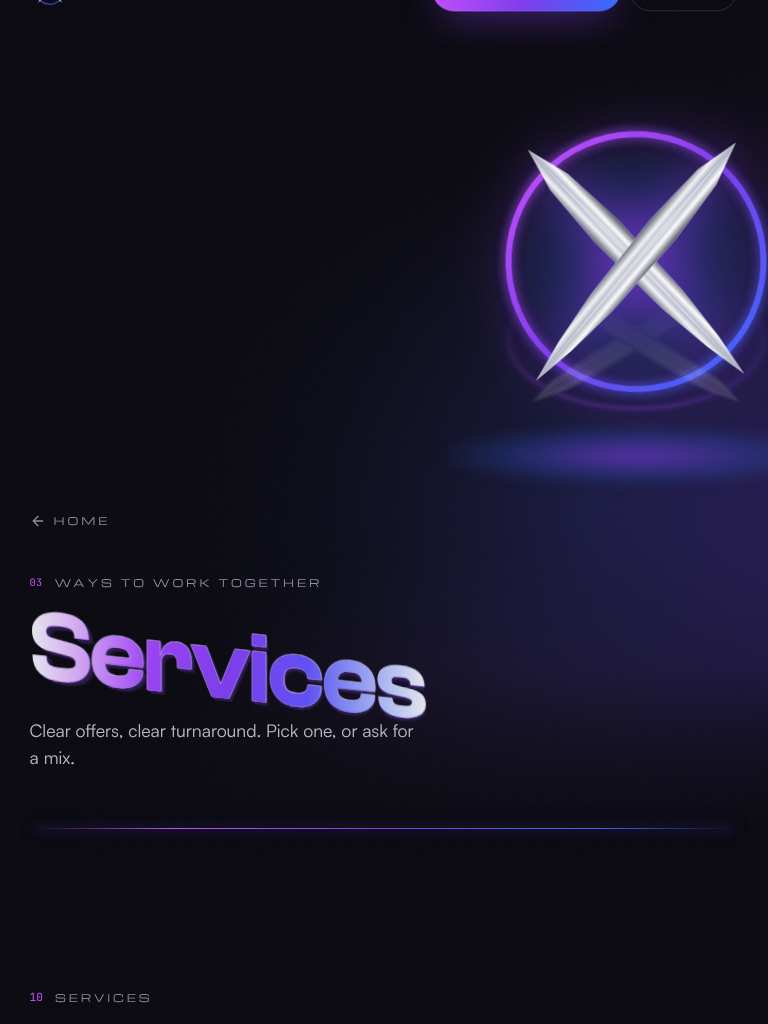 HOME
03 WAYS TO WORK TOGETHER
Services
Clear offers, clear turnaround. Pick one, or ask for
a mix.
10 SERVICES